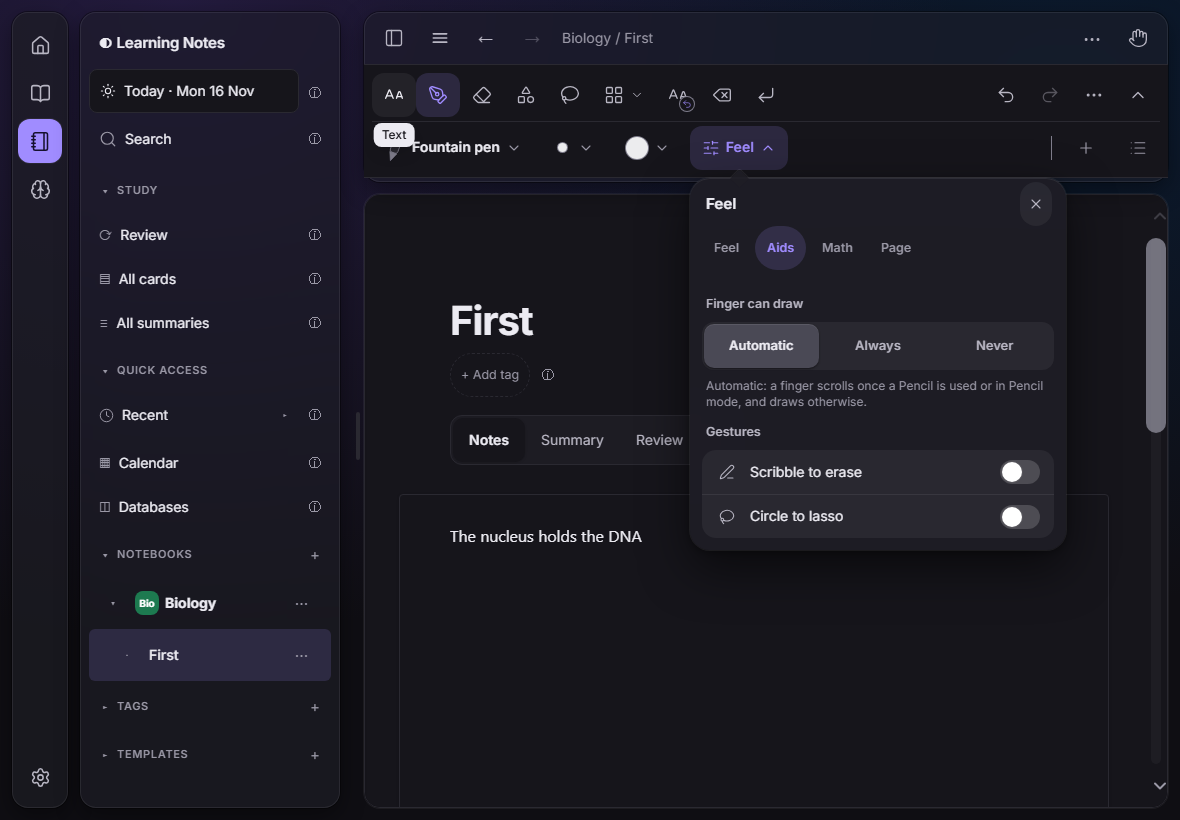 Learning Notes
Today · Mon 16 Nov
Search
STUDY
Review
All cards
All summaries
QUICK ACCESS
Recent
Calendar
Databases
NOTEBOOKS
Bio Biology
First
TAGS
TEMPLATES
Biology / First
AA
Text
Fountain pen
Feel
First
+ Add tag
Notes Summary Review
The nucleus holds the DNA
Feel
Feel Aids Math Page
Finger can draw
Automatic Always Never
Automatic: a finger scrolls once a Pencil is used or in Pencil
mode, and draws otherwise.
Gestures
Scribble to erase
Circle to lasso